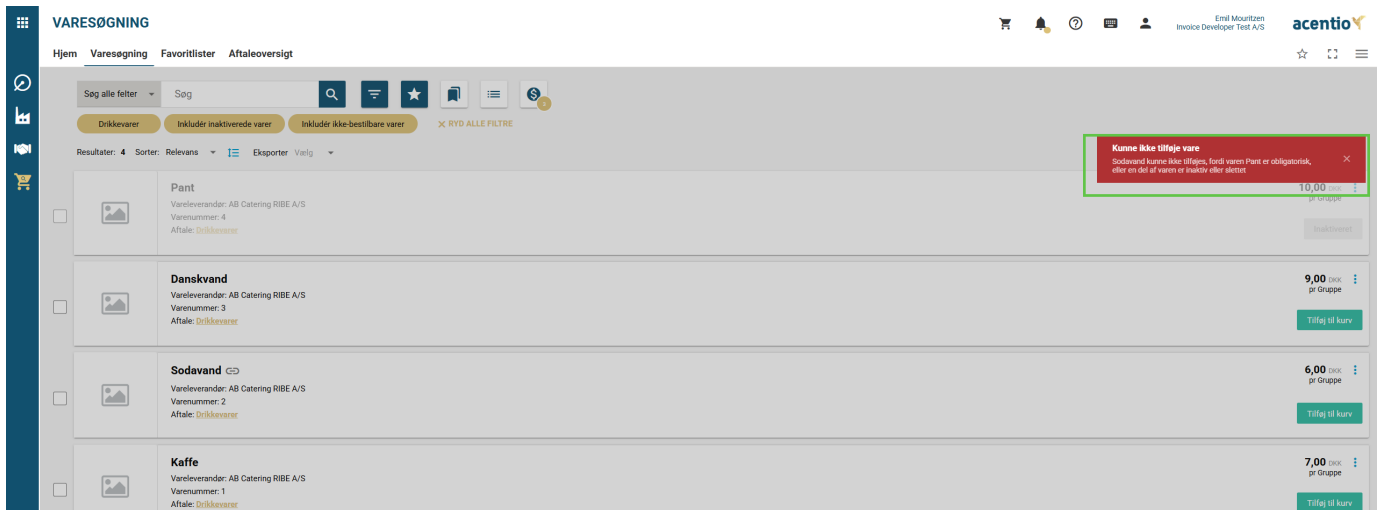 VARESØGNING
Emil Mouritzen
Invoice Developer Test A/S
acentio
Hjem Varesøgning Favoritlister Aftaleoversigt
Søg alle felter Søg
Drikkevarer Inkludér inaktiverede varer Inkludér ikke-bestilbare varer RYD ALLE FILTRE
Resultater: 4 Sorter: Relevans Eksporter Vælg
Kunne ikke tilføje vare
Sodavand kunne ikke tilføjes, fordi varen Pant er obligatorisk,
eller en del af varen er inaktiv eller slettet
Pant
Vareleverandør: AB Catering RIBE A/S
Varenummer: 4
Aftale: Drikkevarer
10,00 DKK
pr Gruppe
Inaktiveret
Danskvand
Vareleverandør: AB Catering RIBE A/S
Varenummer: 3
Aftale: Drikkevarer
9,00 DKK
pr Gruppe
Tilføj til kurv
Sodavand
Vareleverandør: AB Catering RIBE A/S
Varenummer: 2
Aftale: Drikkevarer
6,00 DKK
pr Gruppe
Tilføj til kurv
Kaffe
Vareleverandør: AB Catering RIBE A/S
Varenummer: 1
Aftale: Drikkevarer
7,00 DKK
pr Gruppe
Tilføj til kurv